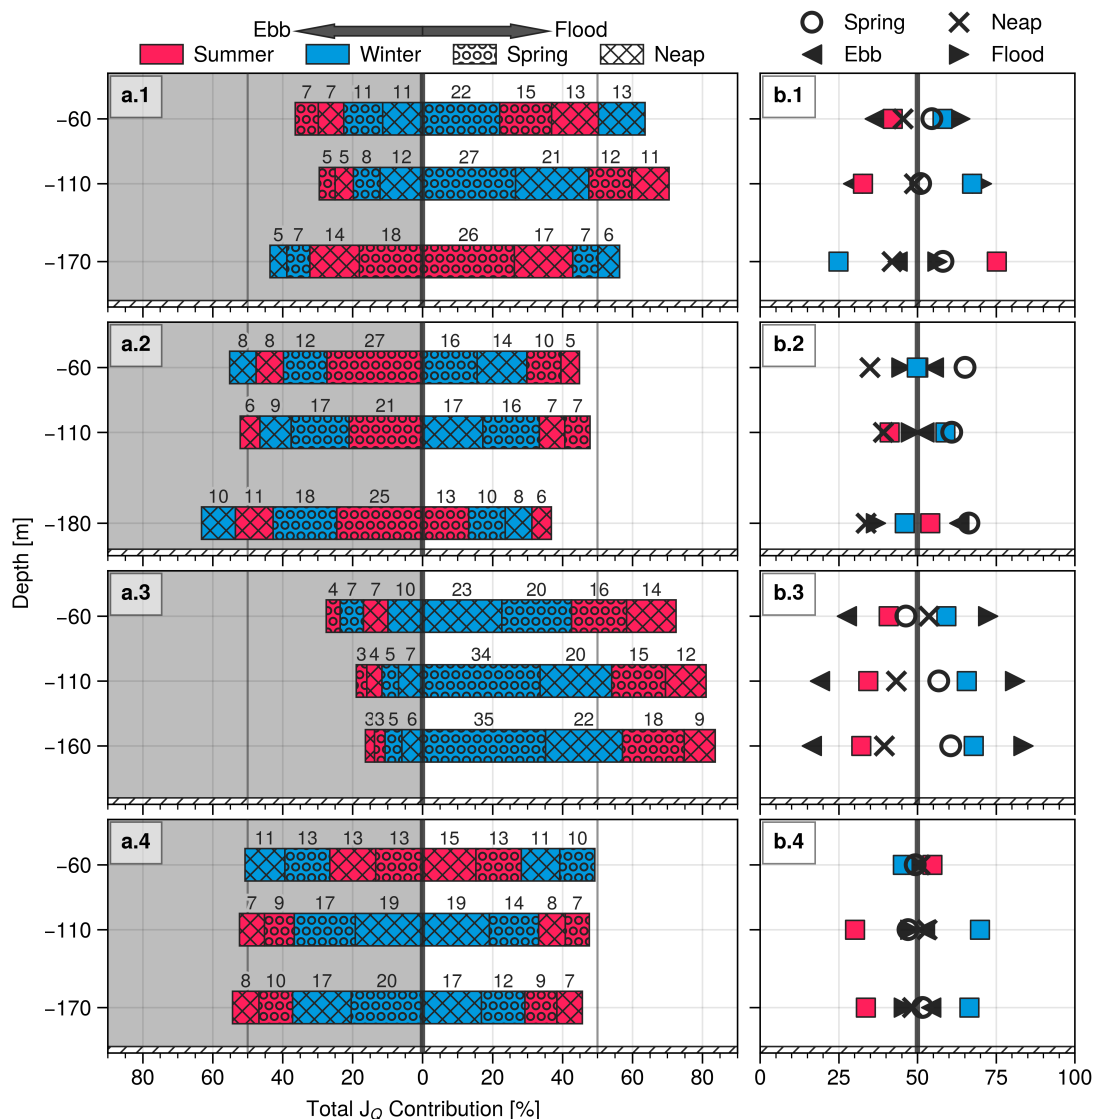 Ebb Flood
Summer Winter Spring Neap
Spring Neap
Ebb Flood
a.1
7 7 11 11 22 15 13 13
−60
5 5 8 12 27 21 12 11
−110
5 7 14 18 26 17 7 6
−170
b.1
a.2
8 8 12 27 16 14 10 5
−60
6 9 17 21 17 16 7 7
−110
10 11 18 25 13 10 8 6
−180
b.2
Depth [m]
a.3
4 7 7 10 23 20 16 14
−60
3 4 5 7 34 20 15 12
−110
3 3 5 6 35 22 18 9
−160
b.3
a.4
11 13 13 13 15 13 11 10
−60
7 9 17 19 19 14 8 7
−110
8 10 17 20 17 12 9 7
−170
b.4
80 60 40 20 0 20 40 60 80
0 25 50 75 100
Total J_Q Contribution [%]